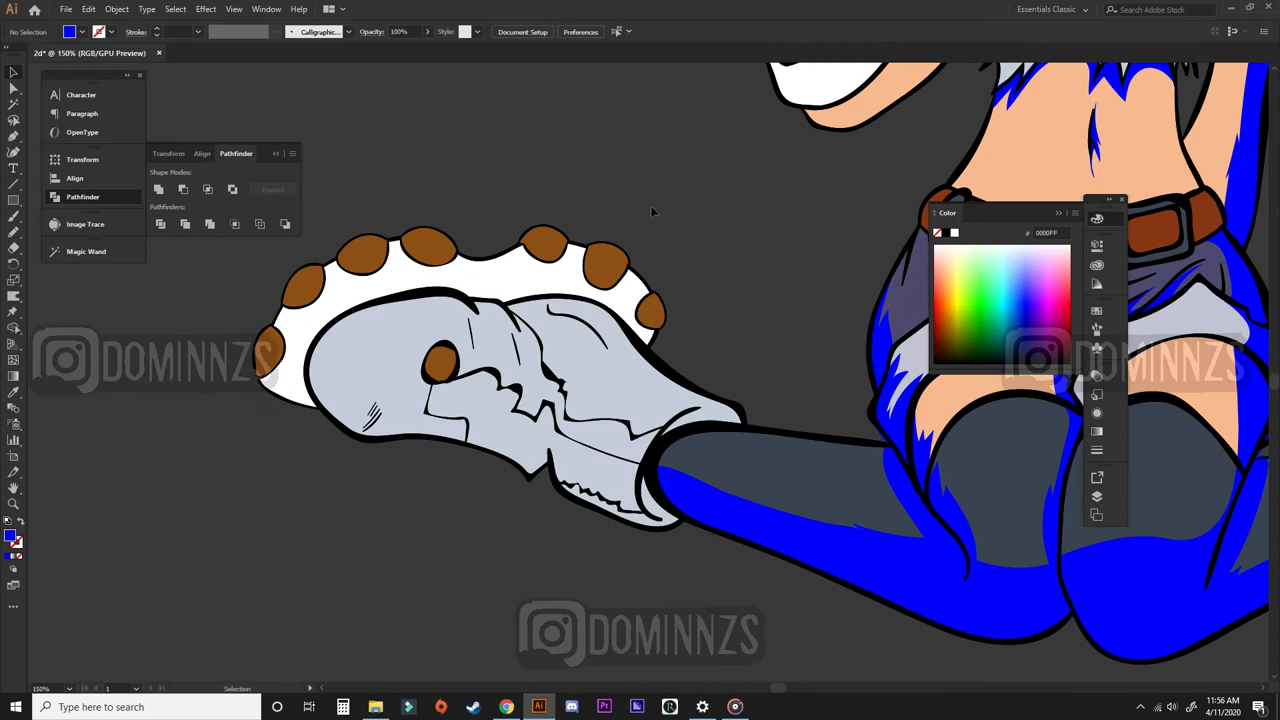 Ai File Edit Object Type Select Effect View Window Help Essentials Classic Search Adobe Stock
No Selection Stroke: Calligraphic... Opacity: 100% Style: Document Setup Preferences
2d* @ 150% (RGB/GPU Preview)
Character
Paragraph
OpenType
Transform
Align
Pathfinder
Image Trace
Magic Wand
Transform Align Pathfinder
Shape Modes:
Expand
Pathfinders:
Color
# 0000FF
DOMINNZS
DOMINNZS
DOMINNZS
150% 1 Selection
Type here to search
11:56 AM
4/11/2020